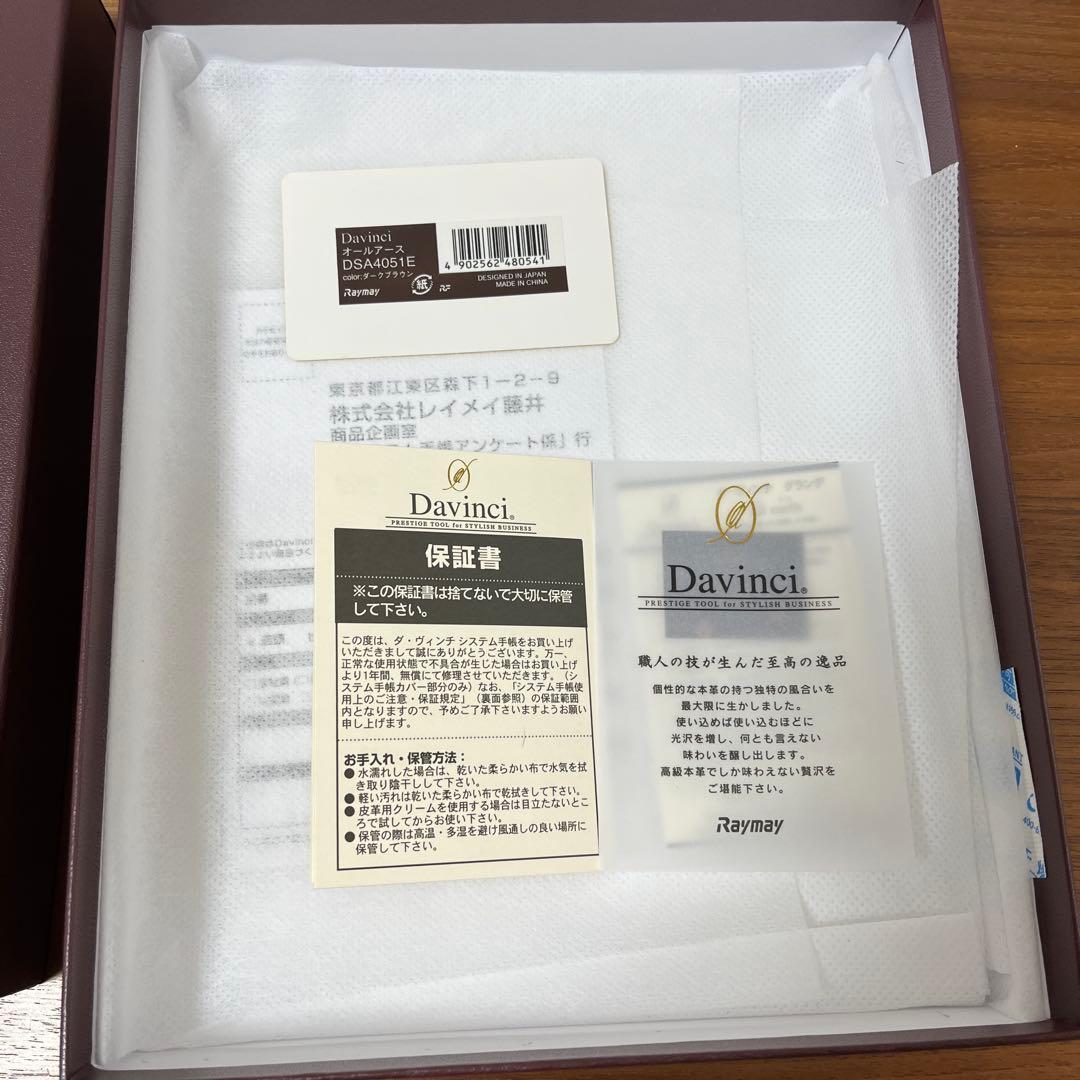 Davinci
オールアース
DSA4051E
color:ダークブラウン
Raymay
紙
RF
4 902562 480541
DESIGNED IN JAPAN
MADE IN CHINA
東京都江東区森下1-2-9
株式会社レイメイ藤井
商品企画室
アンケート係」行
Davinci®
PRESTIGE TOOL for STYLISH BUSINESS
保証書
※この保証書は捨てないで大切に保管
して下さい。
この度は、ダ・ヴィンチ システム手帳をお買い上げ
いただきまして誠にありがとうございます。万一、
正常な使用状態で不具合が生じた場合はお買い上げ
より1年間、無償にて修理させていただきます。（シ
ステム手帳カバー部分のみ）なお、「システム手帳使
用上のご注意・保証規定」（裏面参照）の保証範囲
内となりますので、予めご了承下さいますようお願い
申し上げます。
お手入れ・保管方法：
●水濡れした場合は、乾いた柔らかい布で水気を拭
き取り陰干しして下さい。
●軽い汚れは乾いた柔らかい布で乾拭きして下さい。
●皮革用クリームを使用する場合は目立たないとこ
ろで試してからお使い下さい。
●保管の際は高温・多湿を避け風通しの良い場所に
保管して下さい。
Davinci®
PRESTIGE TOOL for STYLISH BUSINESS
職人の技が生んだ至高の逸品
個性的な本革の持つ独特の風合いを
最大限に生かしました。
使い込めば使い込むほどに
光沢を増し、何とも言えない
味わいを醸し出します。
高級本革でしか味わえない贅沢を
ご堪能下さい。
Raymay